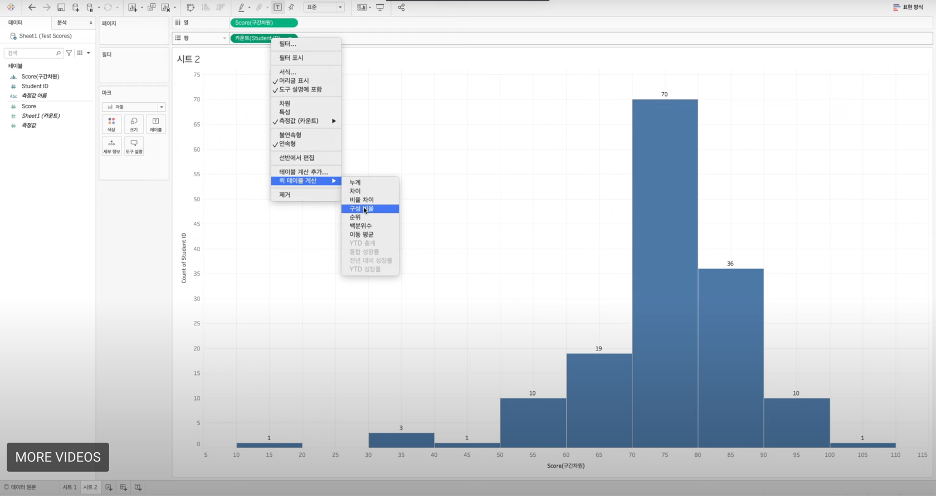 표준
표현 방식
데이터
분석
페이지
열
Score(구간차원)
Sheet1 (Test Scores)
행
카운트(Student
검색
필터
시트 2
테이블
Score(구간차원)
Student ID
측정값 이름
Score
Sheet1 (카운트)
측정값
마크
자동
색상
크기
레이블
세부 정보
도구 설명
필터...
필터 표시
서식...
머리글 표시
도구 설명에 포함
차원
특성
측정값 (카운트)
불연속형
연속형
선반에서 편집
테이블 계산 추가...
퀵 테이블 계산
제거
누계
차이
비율 차이
구성 비율
순위
백분위수
이동 평균
YTD 총계
통합 성장률
전년 대비 성장률
YTD 성장률
Count of Student ID
75
70
65
60
55
50
45
40
35
30
25
20
15
10
5
0
1
3
1
10
19
70
36
10
1
5 10 15 20 25 30 35 40 45 50 55 60 65 70 75 80 85 90 95 100 105 110 115
Score(구간차원)
MORE VIDEOS
데이터 원본
시트 1
시트 2